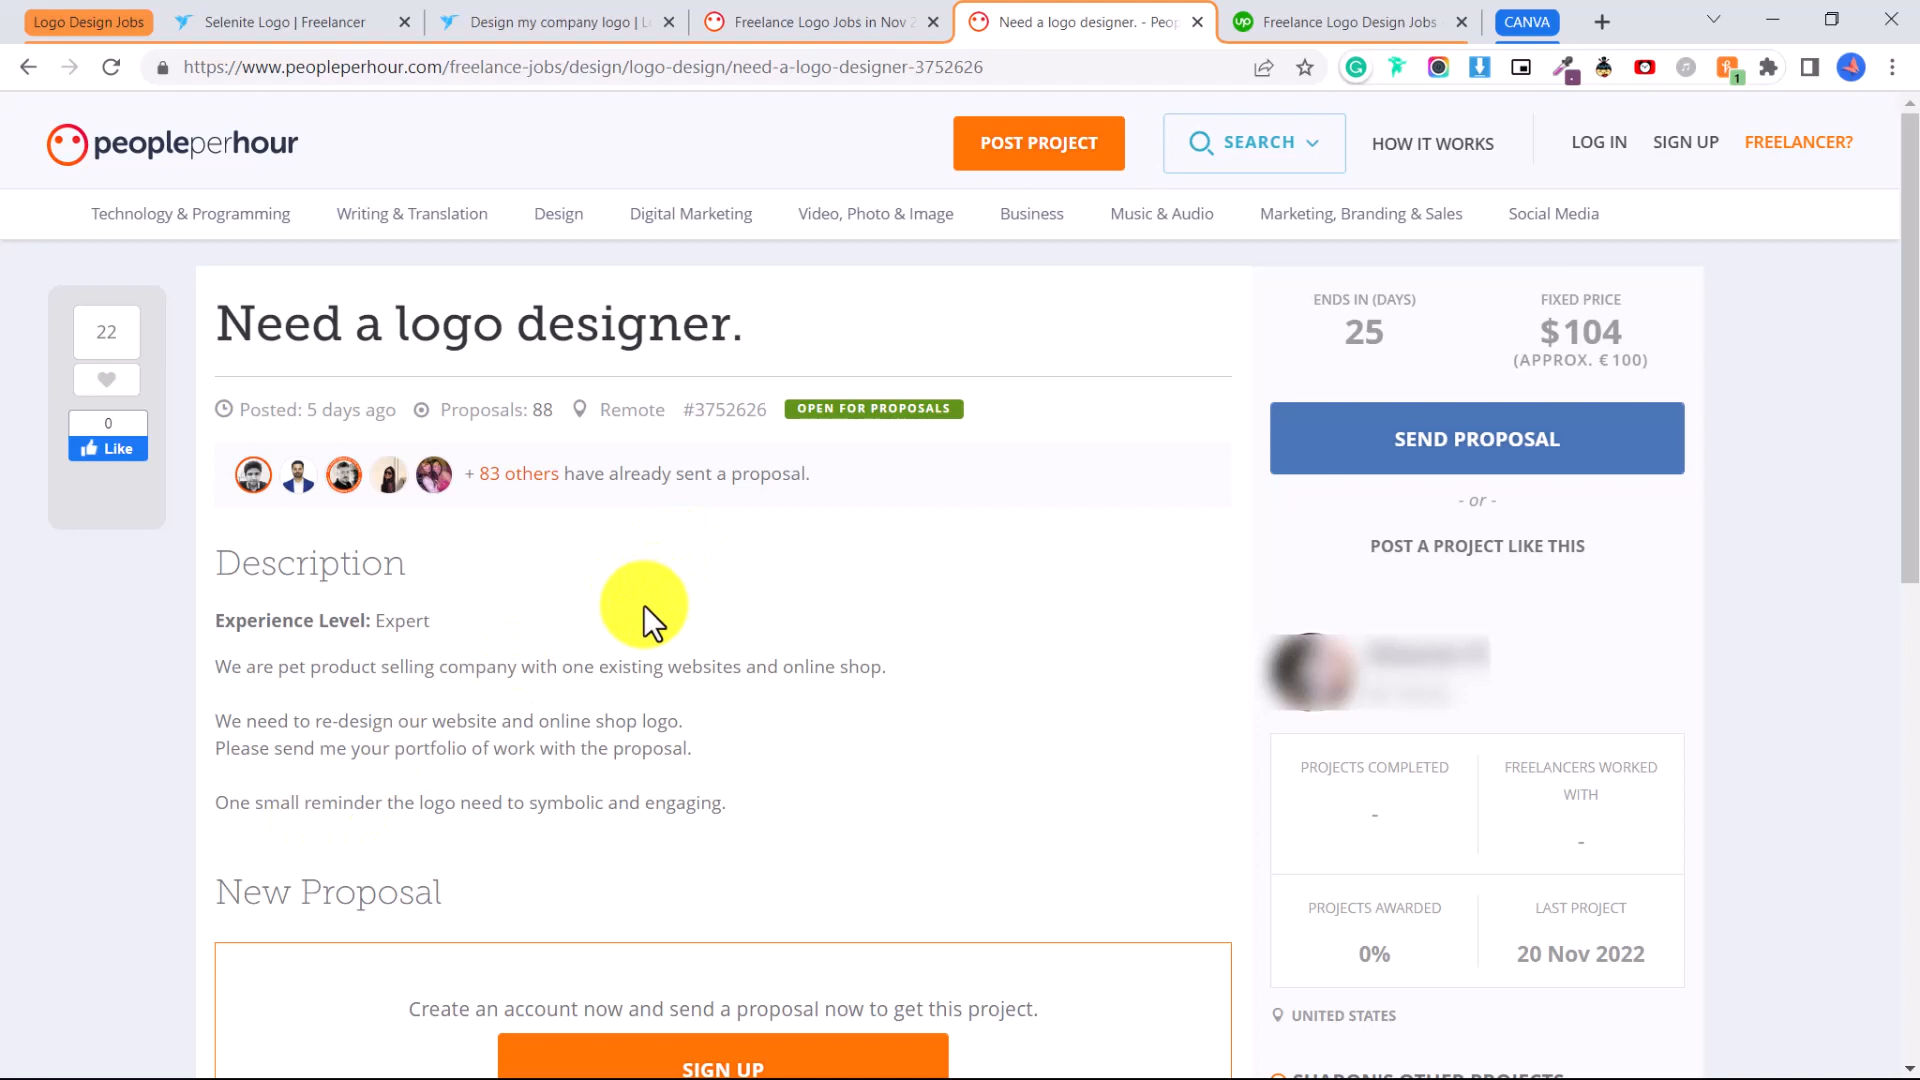 Logo Design Jobs
Selenite Logo | Freelancer
Design my company logo | L
Freelance Logo Jobs in Nov 2
Need a logo designer. - Peop
Freelance Logo Design Jobs
CANVA
https://www.peopleperhour.com/freelance-jobs/design/logo-design/need-a-logo-designer-3752626
1
peopleperhour
POST PROJECT
SEARCH
HOW IT WORKS
LOG IN
SIGN UP
FREELANCER?
Technology & Programming
Writing & Translation
Design
Digital Marketing
Video, Photo & Image
Business
Music & Audio
Marketing, Branding & Sales
Social Media
22
0
Like
Need a logo designer.
Posted: 5 days ago
Proposals: 88
Remote
#3752626
OPEN FOR PROPOSALS
+ 83 others have already sent a proposal.
Description
Experience Level: Expert
We are pet product selling company with one existing websites and online shop.
We need to re-design our website and online shop logo.
Please send me your portfolio of work with the proposal.
One small reminder the logo need to symbolic and engaging.
New Proposal
Create an account now and send a proposal now to get this project.
SIGN UP
ENDS IN (DAYS)
25
FIXED PRICE
$104
(APPROX. €100)
SEND PROPOSAL
- or -
POST A PROJECT LIKE THIS
PROJECTS COMPLETED
-
FREELANCERS WORKED
WITH
-
PROJECTS AWARDED
0%
LAST PROJECT
20 Nov 2022
UNITED STATES
SHARON'S OTHER PROJECTS